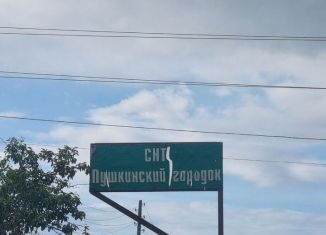 СНТ
Пушкинский городок